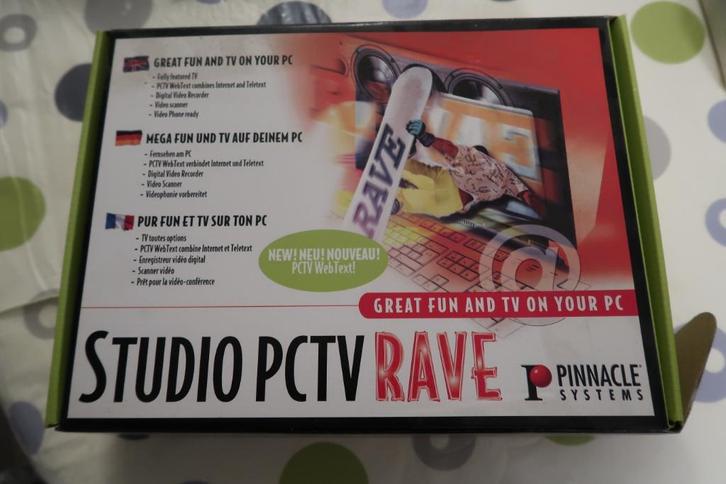 GREAT FUN AND TV ON YOUR PC
- Fully featured TV
- PCTV WebText combines Internet and Teletext
- Digital Video Recorder
- Video scanner
- Video Phone ready
MEGA FUN UND TV AUF DEINEM PC
- Fernsehen am PC
- PCTV WebText verbindet Internet und Teletext
- Digital Video Recorder
- Video Scanner
- Videophonie vorbereitet
PUR FUN ET TV SUR TON PC
- TV toutes options
- PCTV WebText combine Internet et Teletext
- Enregistreur vidéo digital
- Scanner vidéo
- Prêt pour la vidéo-conférence
NEW! NEU! NOUVEAU!
PCTV WebText!
RAVE
@
GREAT FUN AND TV ON YOUR PC
STUDIO PCTV RAVE
PINNACLE
SYSTEMS